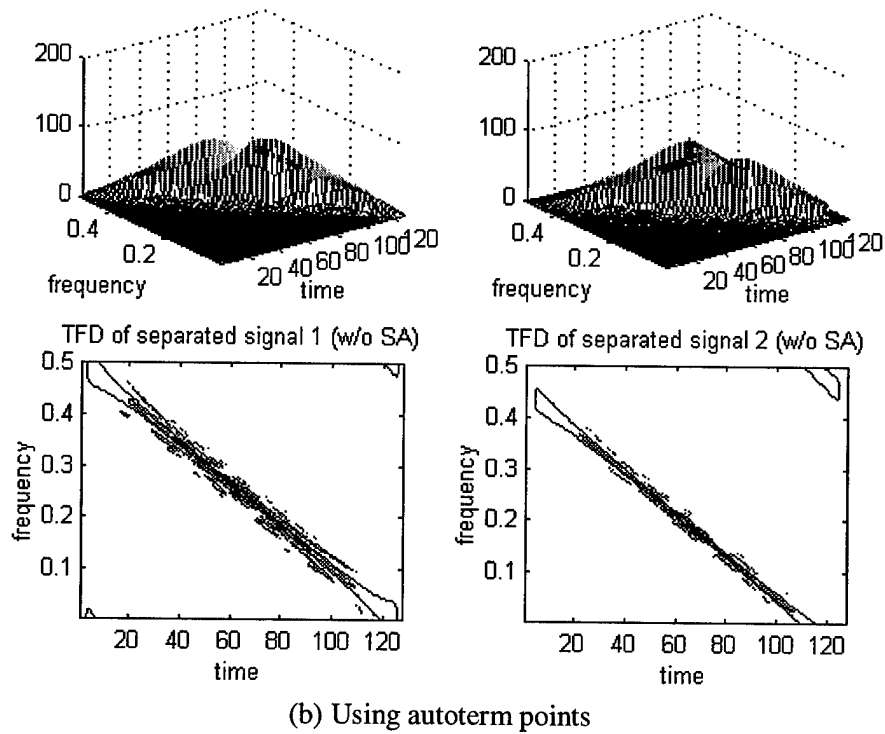 200
100
0
0.4
0.2
frequency
20 40 60 80 100 120
time
200
100
0
0.4
0.2
frequency
20 40 60 80 100 120
time
TFD of separated signal 1 (w/o SA)
0.5
0.4
0.3
0.2
0.1
frequency
20 40 60 80 100 120
time
TFD of separated signal 2 (w/o SA)
0.5
0.4
0.3
0.2
0.1
frequency
20 40 60 80 100 120
time
(b) Using autoterm points